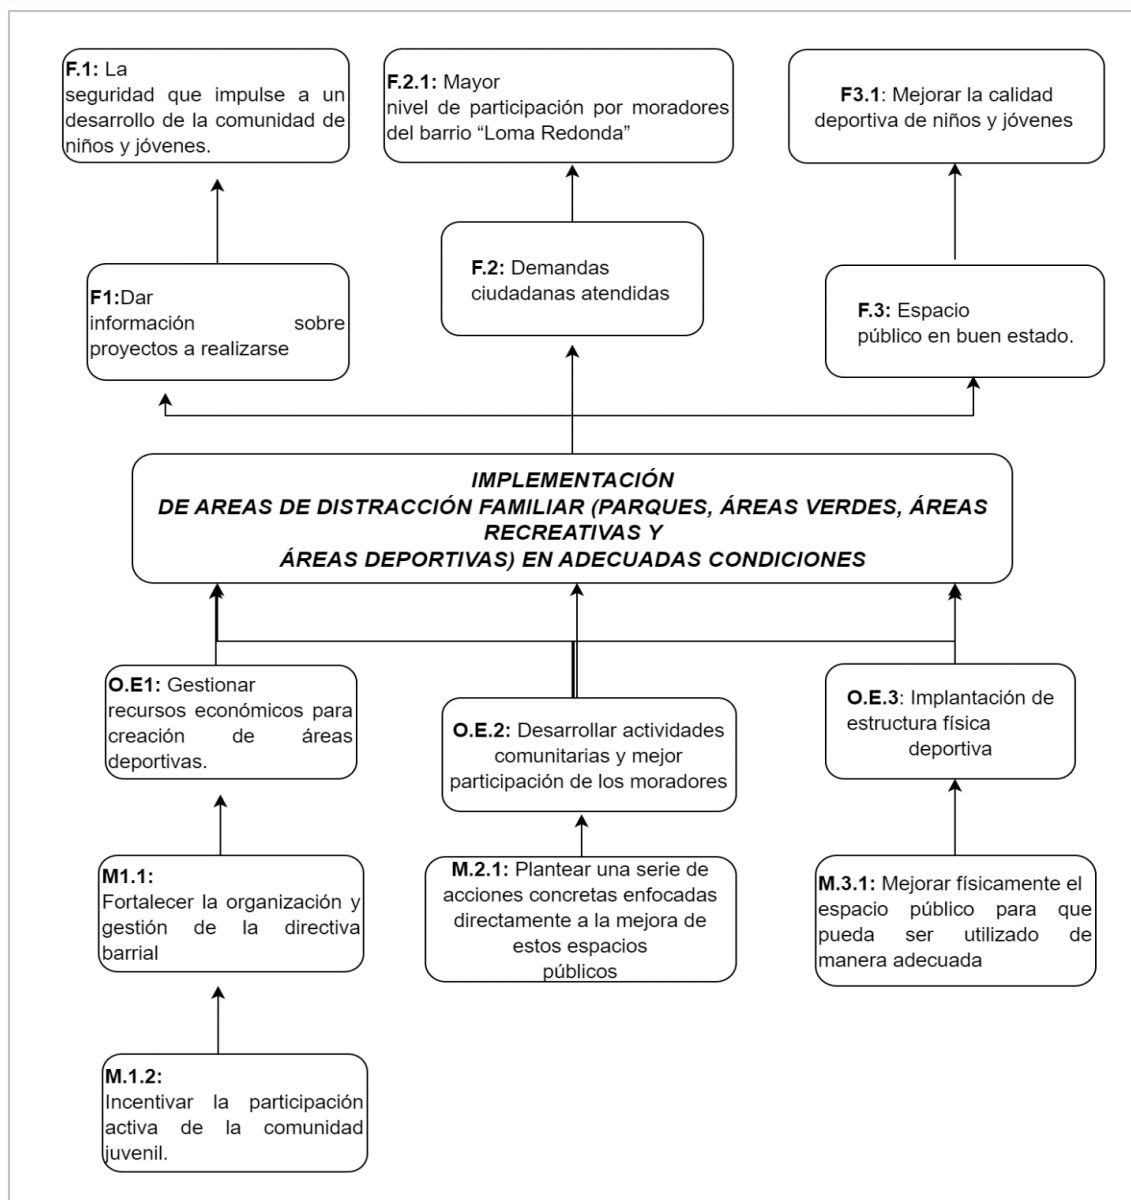 F.1: La
seguridad que impulse a un
desarrollo de la comunidad de
niños y jóvenes.
F.2.1: Mayor
nivel de participación por moradores
del barrio “Loma Redonda”
F3.1: Mejorar la calidad
deportiva de niños y jóvenes
F1:Dar
información sobre
proyectos a realizarse
F.2: Demandas
ciudadanas atendidas
F.3: Espacio
público en buen estado.
IMPLEMENTACIÓN
DE AREAS DE DISTRACCIÓN FAMILIAR (PARQUES, ÁREAS VERDES, ÁREAS
RECREATIVAS Y
ÁREAS DEPORTIVAS) EN ADECUADAS CONDICIONES
O.E1: Gestionar
recursos económicos para
creación de áreas
deportivas.
O.E.2: Desarrollar actividades
comunitarias y mejor
participación de los moradores
O.E.3: Implantación de
estructura física
deportiva
M1.1:
Fortalecer la organización y
gestión de la directiva
barrial
M.2.1: Plantear una serie de
acciones concretas enfocadas
directamente a la mejora de
estos espacios
públicos
M.3.1: Mejorar físicamente el
espacio público para que
pueda ser utilizado de
manera adecuada
M.1.2:
Incentivar la participación
activa de la comunidad
juvenil.